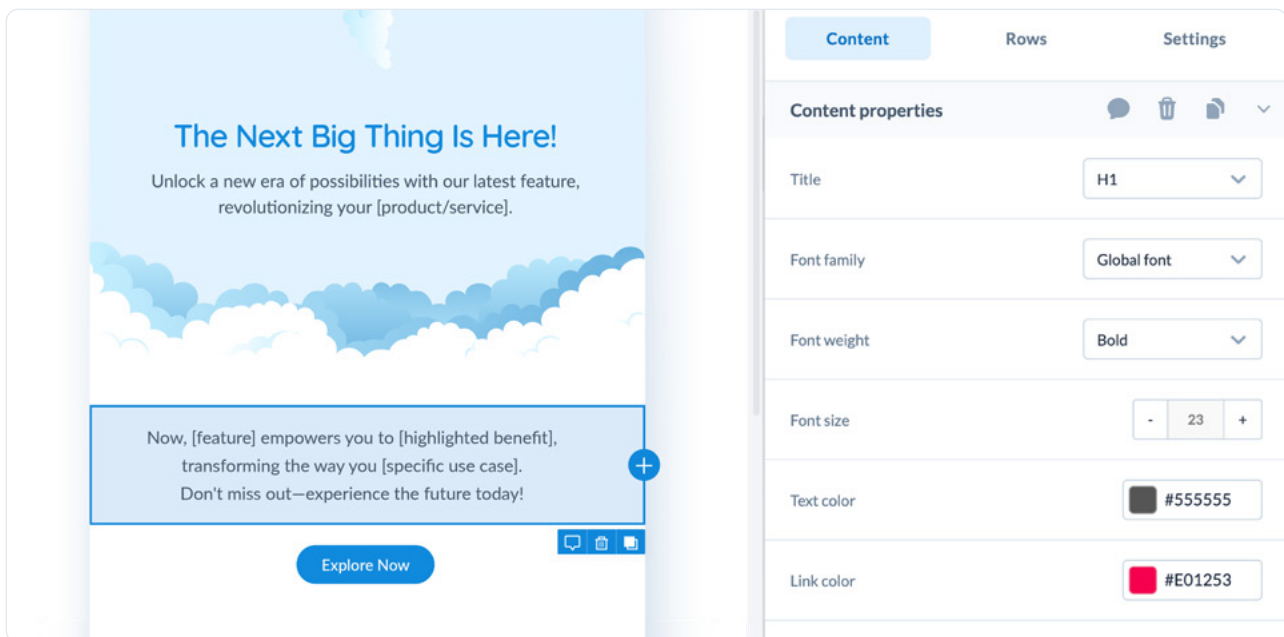 The Next Big Thing Is Here!
Unlock a new era of possibilities with our latest feature,
revolutionizing your [product/service].
Now, [feature] empowers you to [highlighted benefit],
transforming the way you [specific use case].
Don't miss out—experience the future today!
Explore Now
Content Rows Settings
Content properties
Title H1
Font family Global font
Font weight Bold
Font size - 23 +
Text color #555555
Link color #E01253